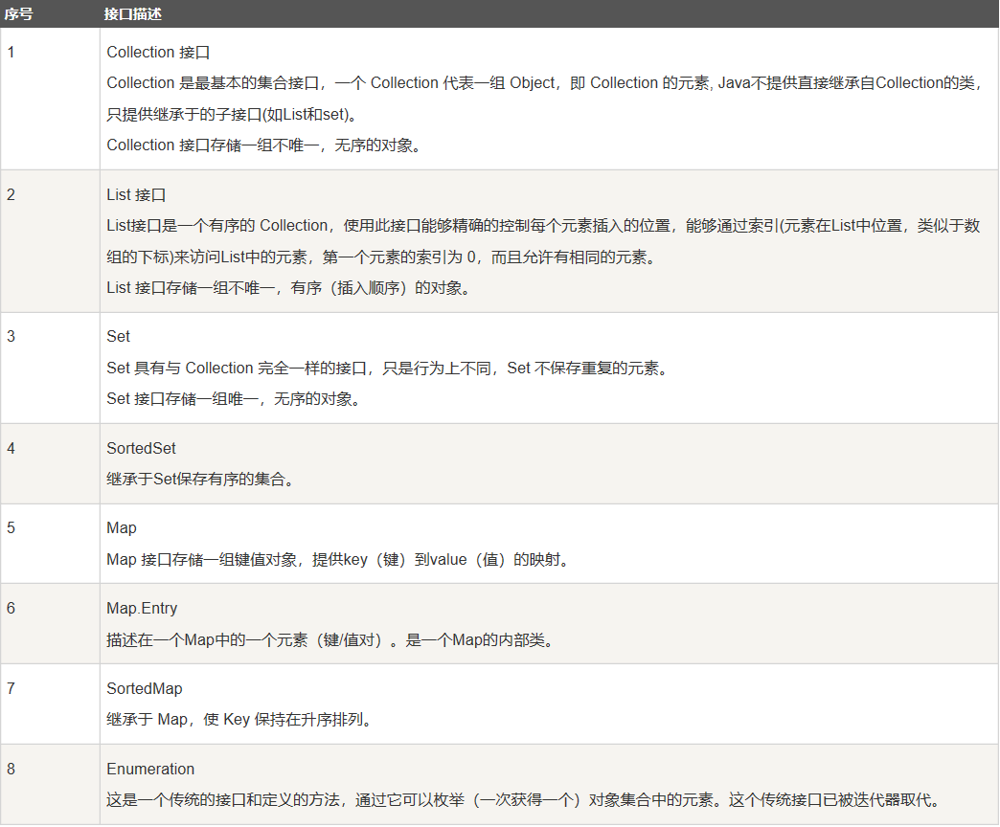 序号 接口描述
1 Collection 接口
Collection 是最基本的集合接口，一个 Collection 代表一组 Object，即 Collection 的元素, Java不提供直接继承自Collection的类，
只提供继承于的子接口(如List和set)。
Collection 接口存储一组不唯一，无序的对象。
2 List 接口
List接口是一个有序的 Collection，使用此接口能够精确的控制每个元素插入的位置，能够通过索引(元素在List中位置，类似于数
组的下标)来访问List中的元素，第一个元素的索引为 0，而且允许有相同的元素。
List 接口存储一组不唯一，有序（插入顺序）的对象。
3 Set
Set 具有与 Collection 完全一样的接口，只是行为上不同，Set 不保存重复的元素。
Set 接口存储一组唯一，无序的对象。
4 SortedSet
继承于Set保存有序的集合。
5 Map
Map 接口存储一组键值对象，提供key（键）到value（值）的映射。
6 Map.Entry
描述在一个Map中的一个元素（键/值对）。是一个Map的内部类。
7 SortedMap
继承于 Map，使 Key 保持在升序排列。
8 Enumeration
这是一个传统的接口和定义的方法，通过它可以枚举（一次获得一个）对象集合中的元素。这个传统接口已被迭代器取代。